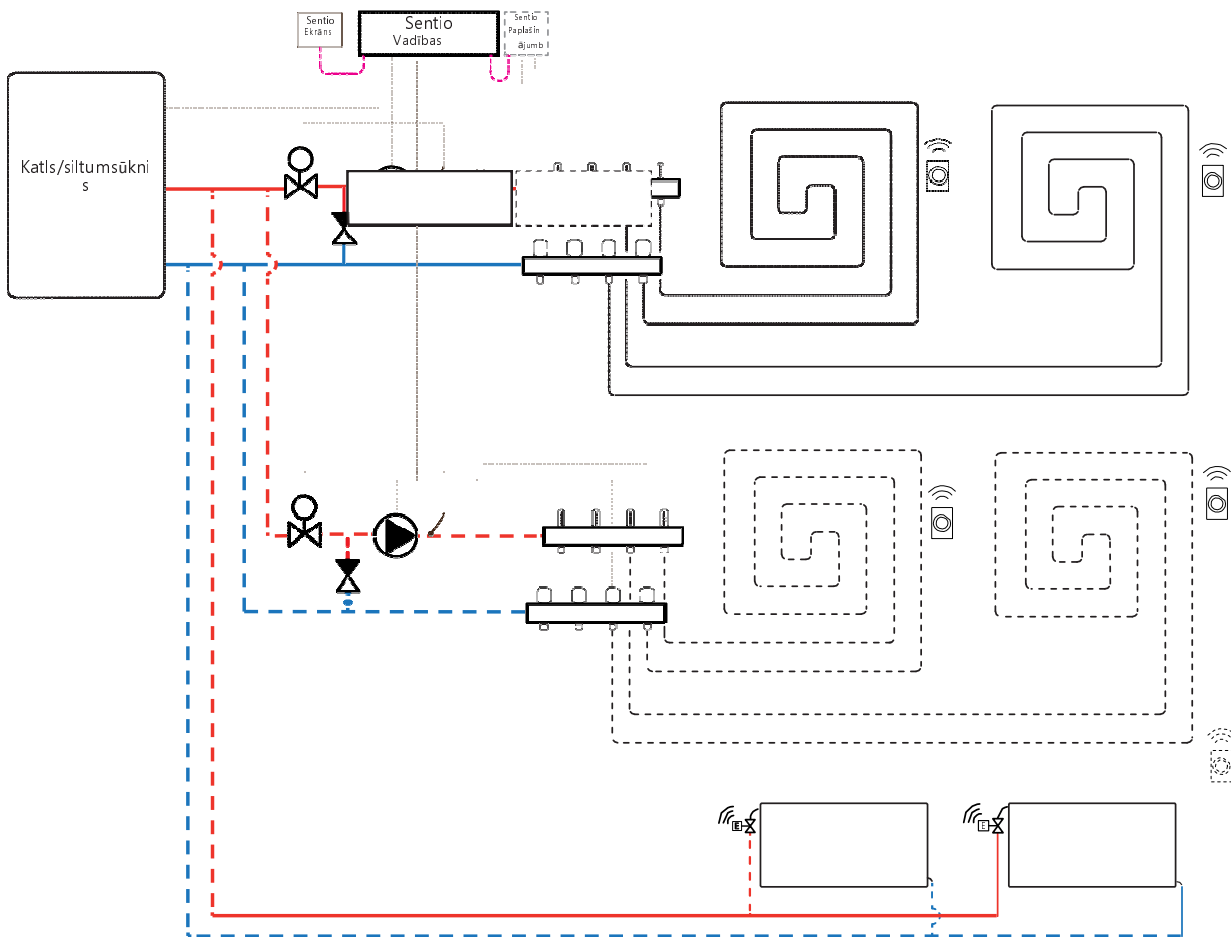 Sentio
Ekrāns
Sentio
Vadības
Sentio
Paplašin
ājumb
Katls/siltumsūkni
s
E
E